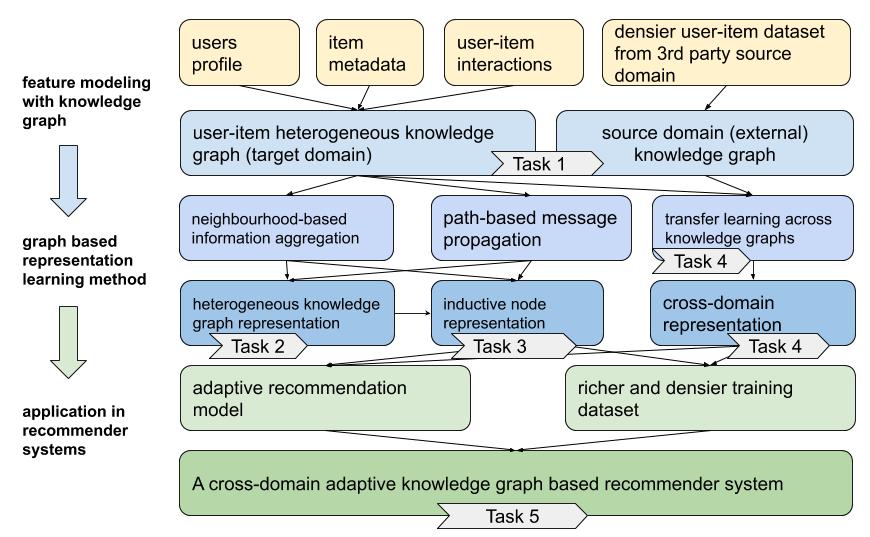 users
profile
item
metadata
user-item
interactions
densier user-item dataset
from 3rd party source
domain
feature modeling
with knowledge
graph
user-item heterogeneous knowledge
graph (target domain)
source domain (external)
knowledge graph
Task 1
neighbourhood-based
information aggregation
path-based message
propagation
transfer learning across
knowledge graphs
Task 4
graph based
representation
learning method
heterogeneous knowledge
graph representation
inductive node
representation
cross-domain
representation
Task 2
Task 3
Task 4
adaptive recommendation
model
richer and densier training
dataset
application in
recommender
systems
A cross-domain adaptive knowledge graph based recommender system
Task 5